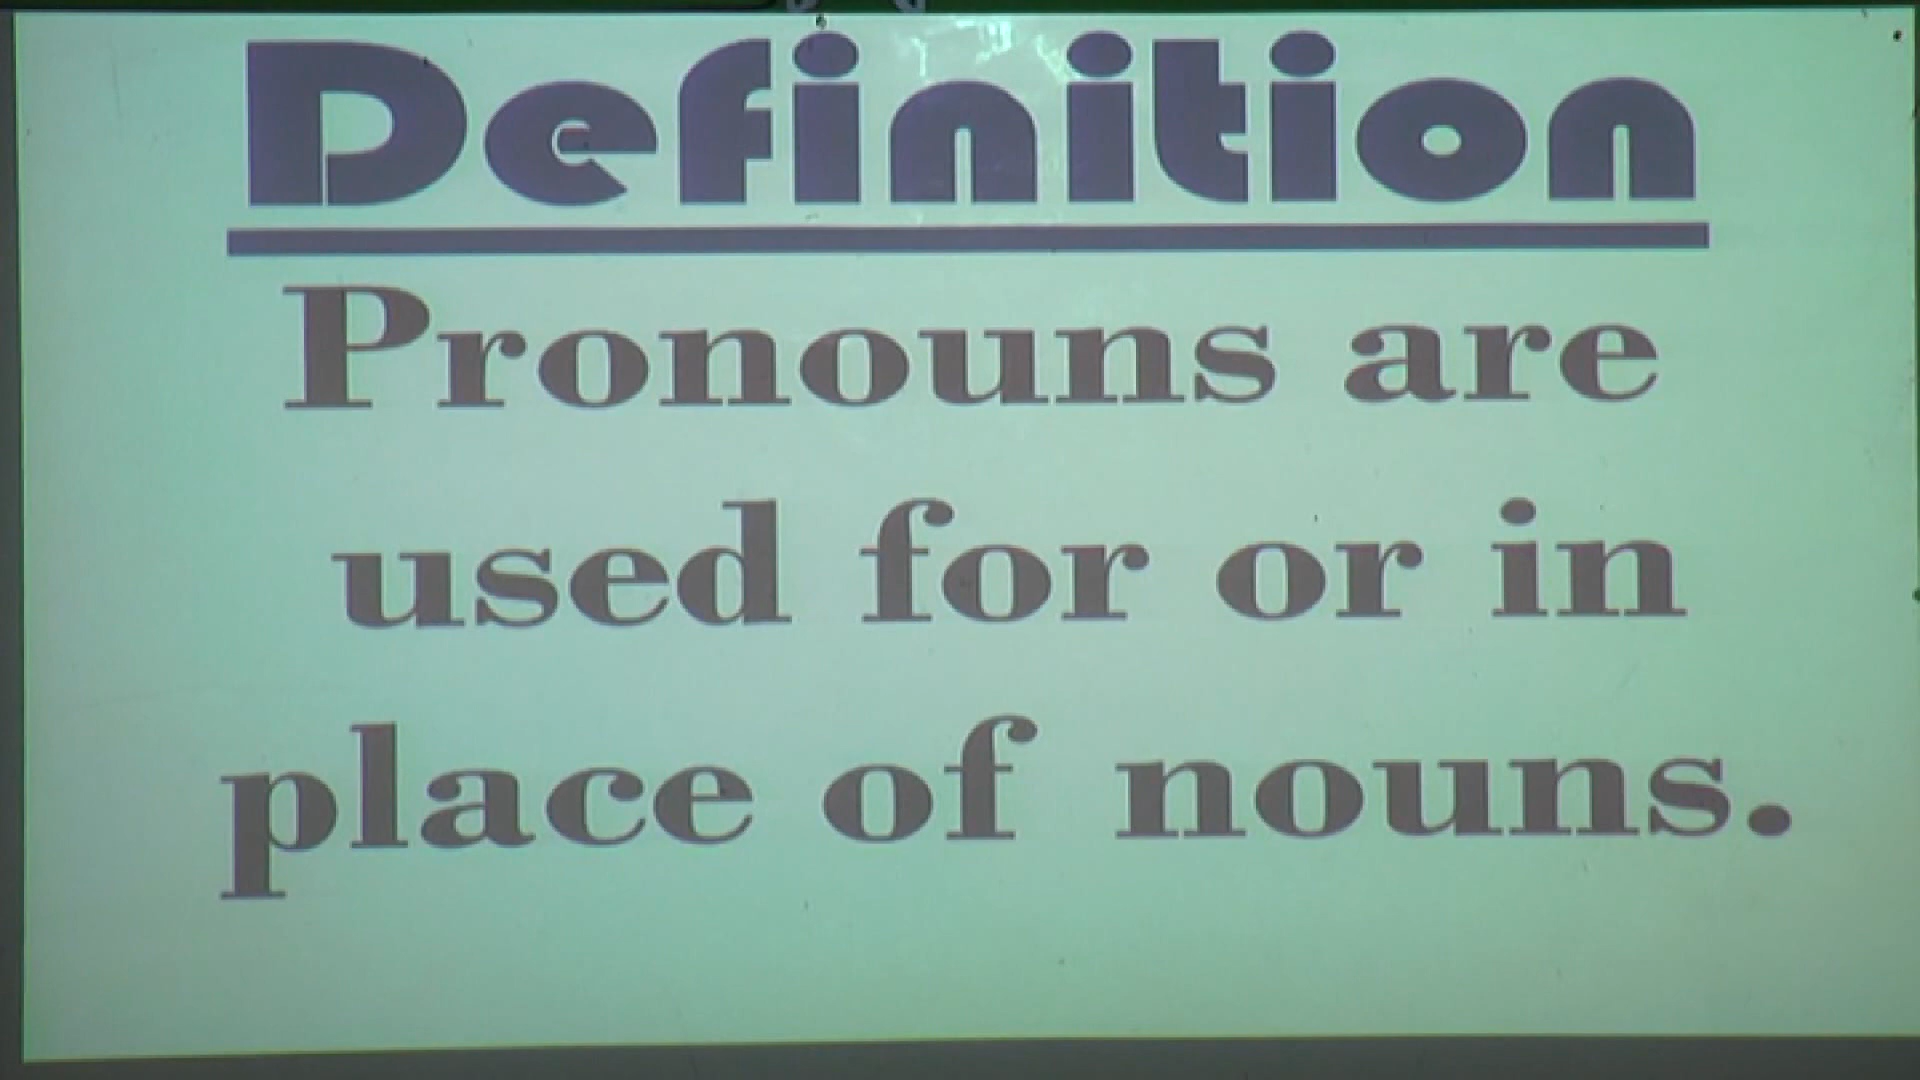 Definition
Pronouns are
used for or in
place of nouns.